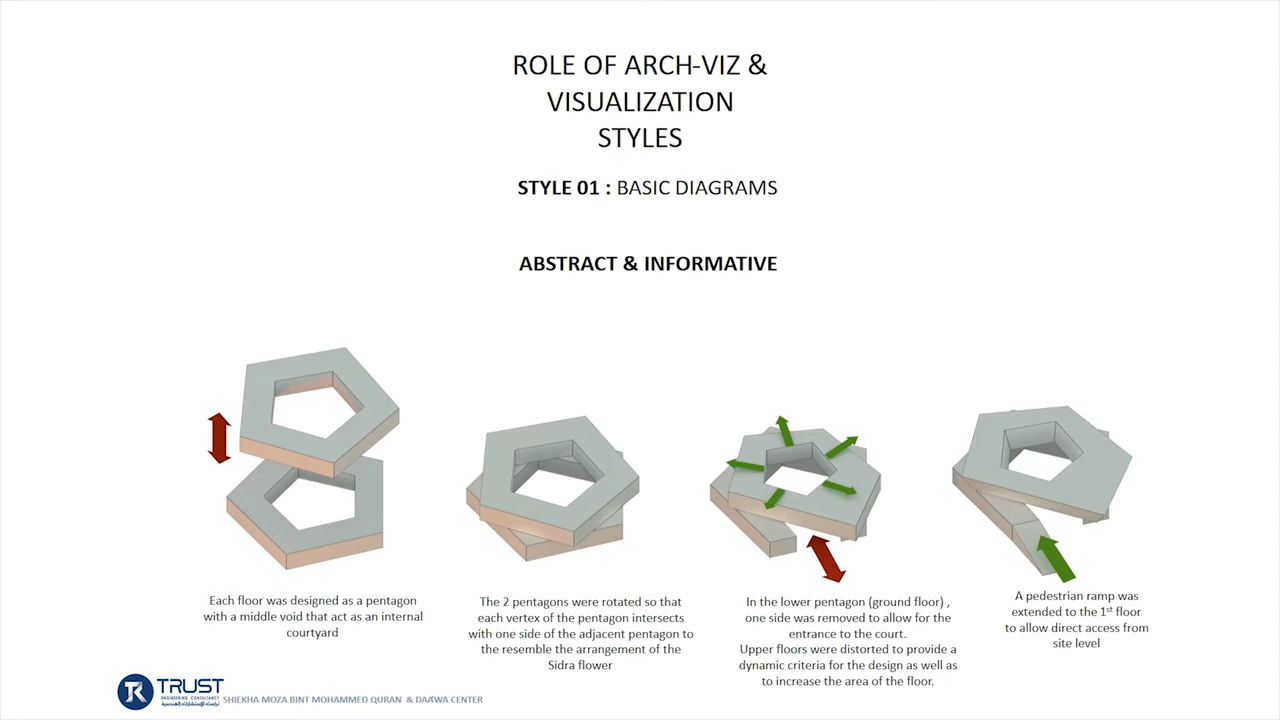 ROLE OF ARCH-VIZ &
VISUALIZATION
STYLES
STYLE 01 : BASIC DIAGRAMS
ABSTRACT & INFORMATIVE
Each floor was designed as a pentagon
with a middle void that act as an internal
courtyard
The 2 pentagons were rotated so that
each vertex of the pentagon intersects
with one side of the adjacent pentagon to
the resemble the arrangement of the
Sidra flower
In the lower pentagon (ground floor) ,
one side was removed to allow for the
entrance to the court.
Upper floors were distorted to provide a
dynamic criteria for the design as well as
to increase the area of the floor.
A pedestrian ramp was
extended to the 1st floor
to allow direct access from
site level
TRUST
ENGINEERING CONSULTANCY
SHIEKHA MOZA BINT MOHAMMED QURAN & DAA'WA CENTER